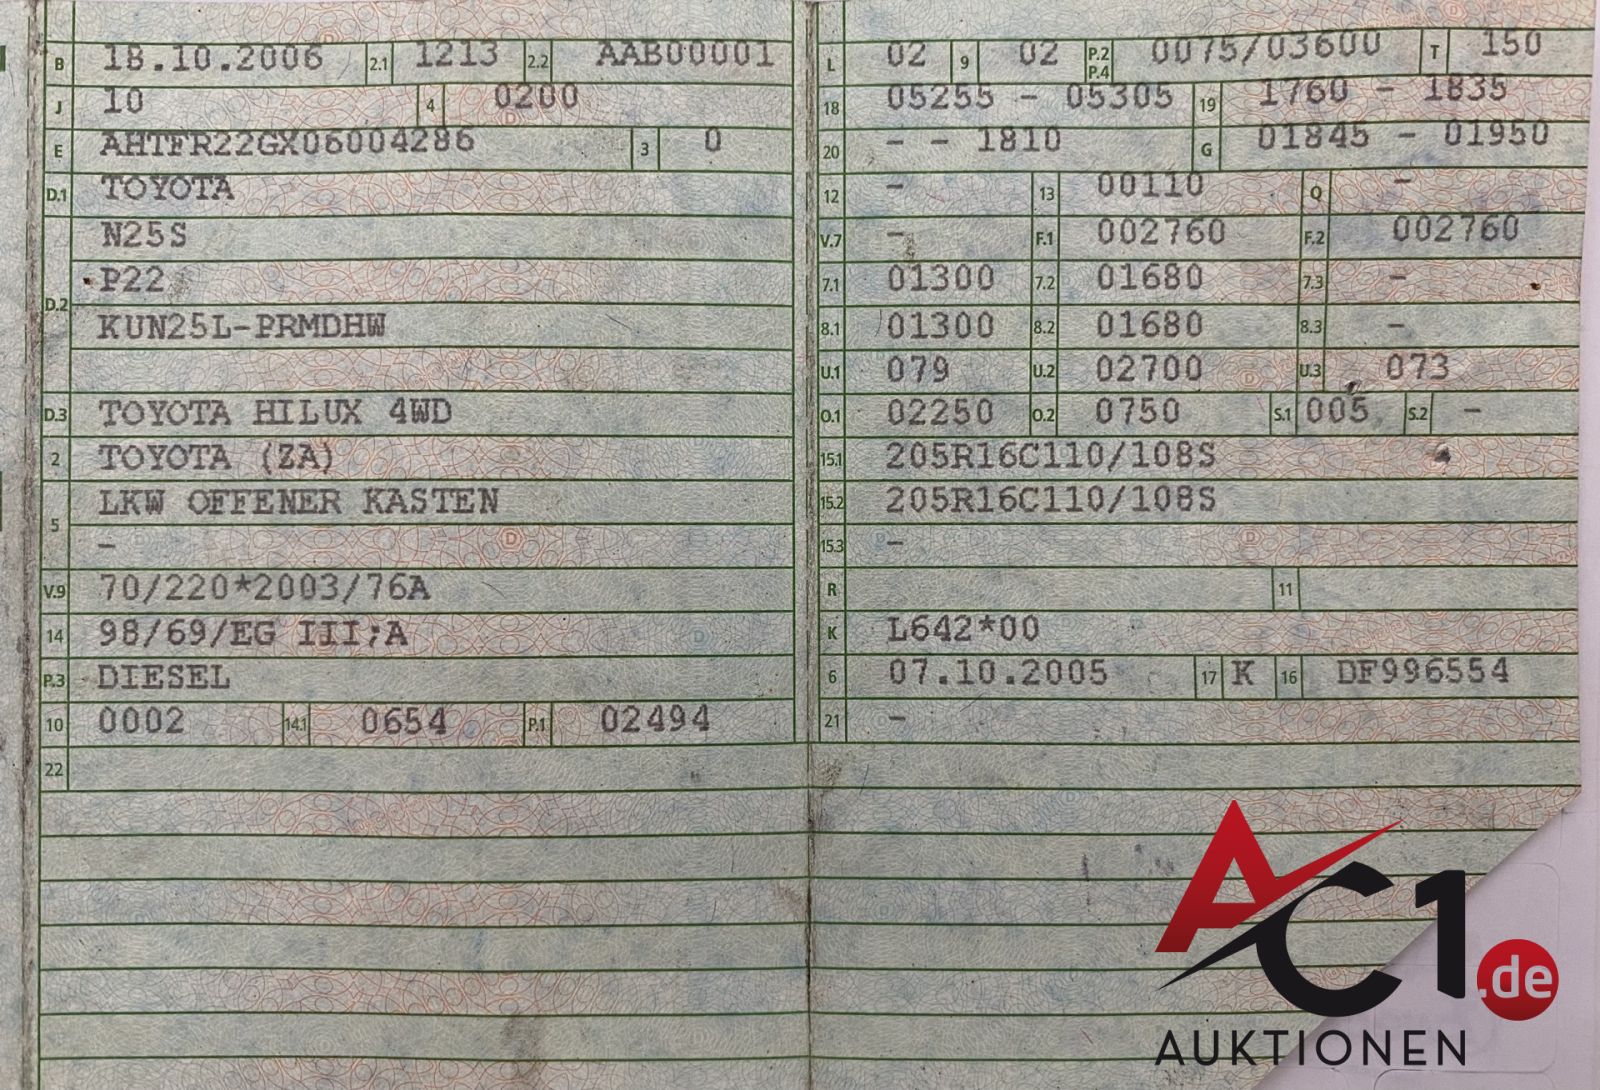 B 18.10.2006 2.1 1213 2.2 AAB00001
J 10 4 0200
E AHTFR22GX06004286 3 0
D.1 TOYOTA
N25S
D.2 P22
KUN25L-PRMDHW
D.3 TOYOTA HILUX 4WD
2 TOYOTA (ZA)
5 LKW OFFENER KASTEN
-
V.9 70/220*2003/76A
14 98/69/EG III;A
P.3 DIESEL
10 0002 14.1 0654 P.1 02494
22
L 02 9 02 P.2 P.4 0075/03600 T 150
18 05255 - 05305 19 1760 - 1835
20 - - 1810 G 01845 - 01950
12 - 13 00110 Q -
V.7 - F.1 002760 F.2 002760
7.1 01300 7.2 01680 7.3 -
8.1 01300 8.2 01680 8.3 -
U.1 079 U.2 02700 U.3 073
O.1 02250 O.2 0750 S.1 005 S.2 -
15.1 205R16C110/108S
15.2 205R16C110/108S
15.3 -
R 11
K L642*00
6 07.10.2005 17 K 16 DF996554
21 -
AC1.de
AUKTIONEN